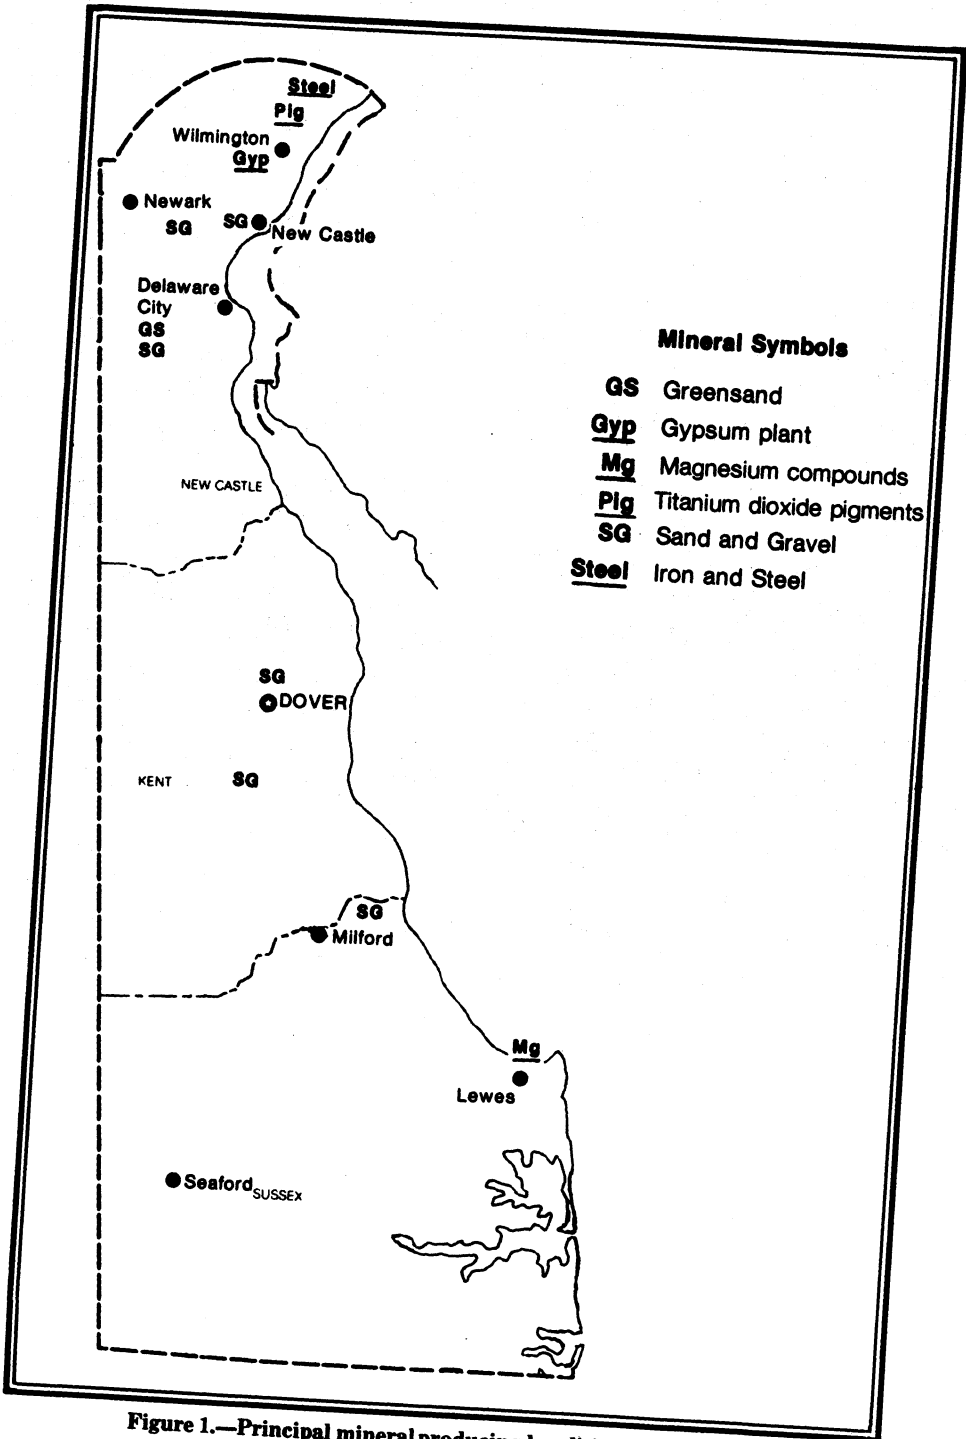 Steel
Pig
Wilmington
Gyp
Newark
SG
SG
New Castle
Delaware
City
GS
SG
Mineral Symbols
GS Greensand
Gyp Gypsum plant
Mg Magnesium compounds
Pig Titanium dioxide pigments
SG Sand and Gravel
Steel Iron and Steel
NEW CASTLE
SG
DOVER
KENT
SG
SG
Milford
Mg
Lewes
Seaford
SUSSEX
Figure 1.—Principal mineral producing